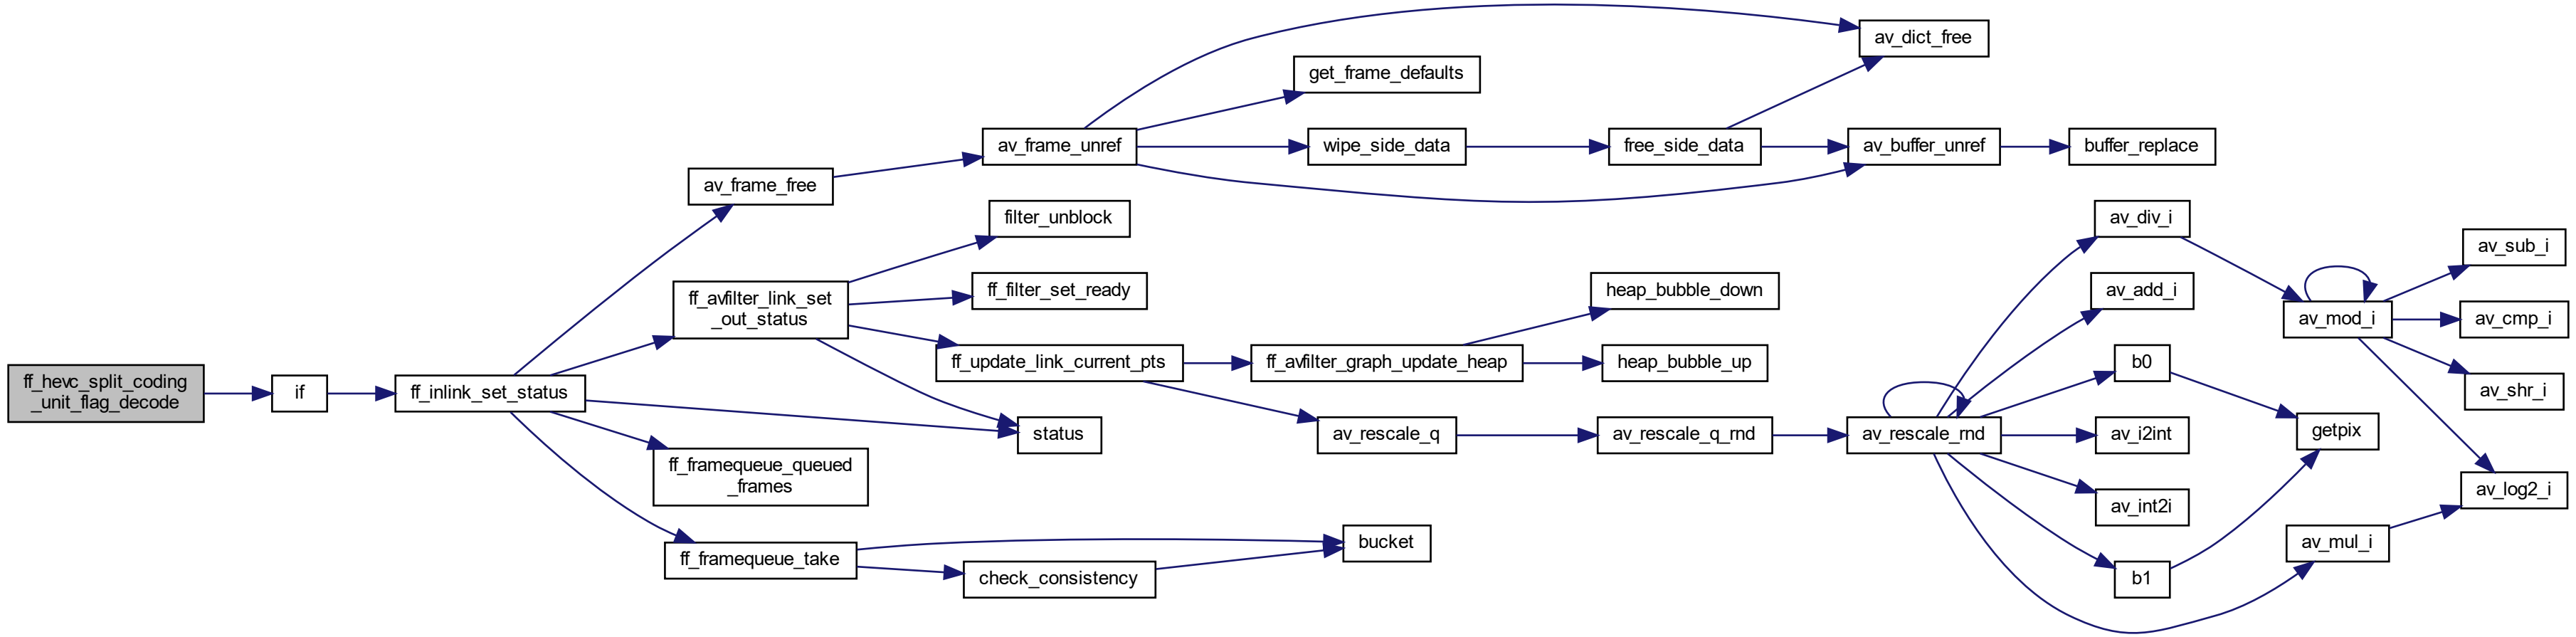 ff_hevc_split_coding
_unit_flag_decode
if
ff_inlink_set_status
av_frame_free
ff_avfilter_link_set
_out_status
ff_framequeue_queued
_frames
ff_framequeue_take
av_frame_unref
filter_unblock
ff_filter_set_ready
ff_update_link_current_pts
status
check_consistency
get_frame_defaults
wipe_side_data
ff_avfilter_graph_update_heap
av_rescale_q
bucket
free_side_data
heap_bubble_down
heap_bubble_up
av_rescale_q_rnd
av_dict_free
av_buffer_unref
av_rescale_rnd
buffer_replace
av_div_i
av_add_i
b0
av_i2int
av_int2i
b1
av_mod_i
getpix
av_mul_i
av_sub_i
av_cmp_i
av_shr_i
av_log2_i